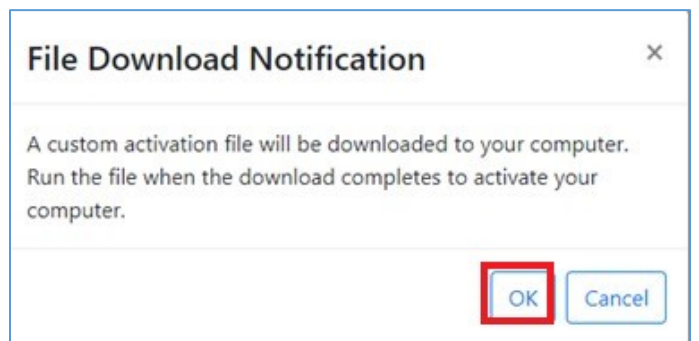 File Download Notification ×
A custom activation file will be downloaded to your computer.
Run the file when the download completes to activate your
computer.
OK Cancel